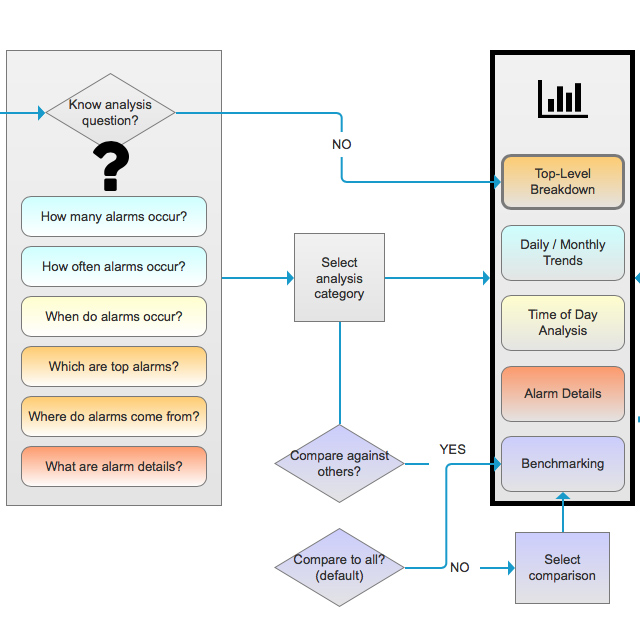 Know analysis
question?
?
NO
How many alarms occur?
How often alarms occur?
When do alarms occur?
Which are top alarms?
Where do alarms come from?
What are alarm details?
Select
analysis
category
Compare against
others?
YES
Compare to all?
(default)
NO
Top-Level
Breakdown
Daily / Monthly
Trends
Time of Day
Analysis
Alarm Details
Benchmarking
Select
comparison